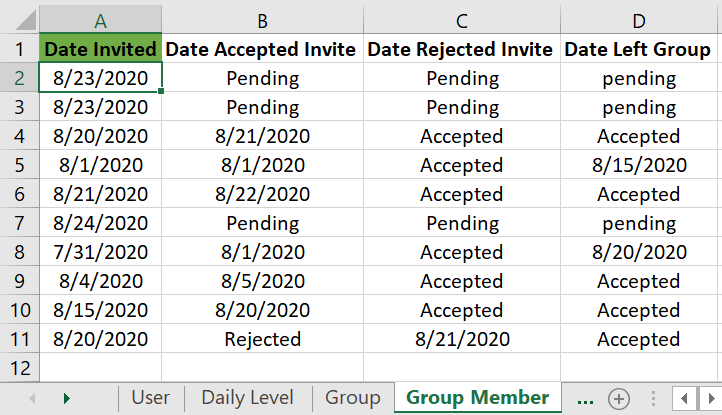 A B C D
1 Date Invited Date Accepted Invite Date Rejected Invite Date Left Group
2 8/23/2020 Pending Pending pending
3 8/23/2020 Pending Pending pending
4 8/20/2020 8/21/2020 Accepted Accepted
5 8/1/2020 8/1/2020 Accepted 8/15/2020
6 8/21/2020 8/22/2020 Accepted Accepted
7 8/24/2020 Pending Pending pending
8 7/31/2020 8/1/2020 Accepted 8/20/2020
9 8/4/2020 8/5/2020 Accepted Accepted
10 8/15/2020 8/20/2020 Accepted Accepted
11 8/20/2020 Rejected 8/21/2020 Accepted
12
User Daily Level Group Group Member ...